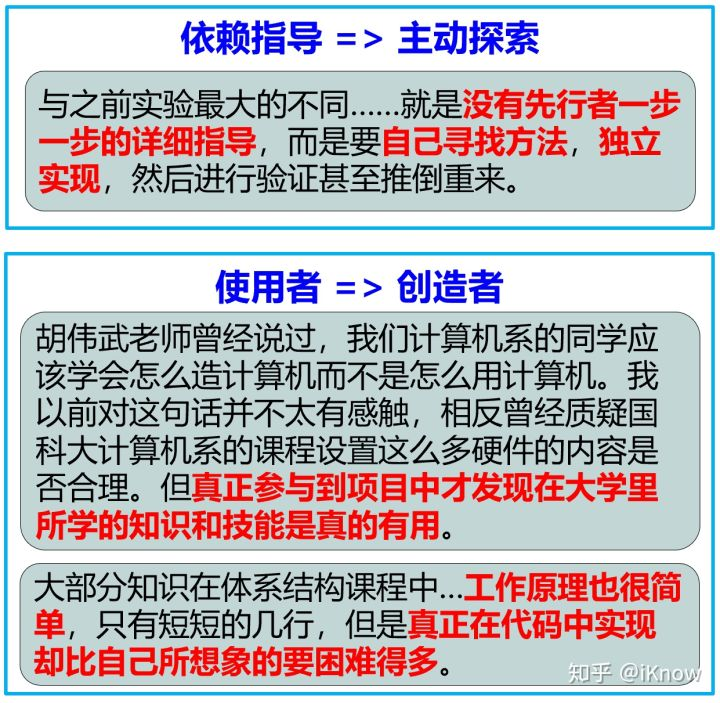 依赖指导 => 主动探索
与之前实验最大的不同……就是没有先行者一步
一步的详细指导，而是要自己寻找方法，独立
实现，然后进行验证甚至推倒重来。
使用者 => 创造者
胡伟武老师曾经说过，我们计算机系的同学应
该学会怎么造计算机而不是怎么用计算机。我
以前对这句话并不太有感触，相反曾经质疑国
科大计算机系的课程设置这么多硬件的内容是
否合理。但真正参与到项目中才发现在大学里
所学的知识和技能是真的有用。
大部分知识在体系结构课程中…工作原理也很简
单，只有短短的几行，但是真正在代码中实现
却比自己所想象的要困难得多。
知乎 @iKnow